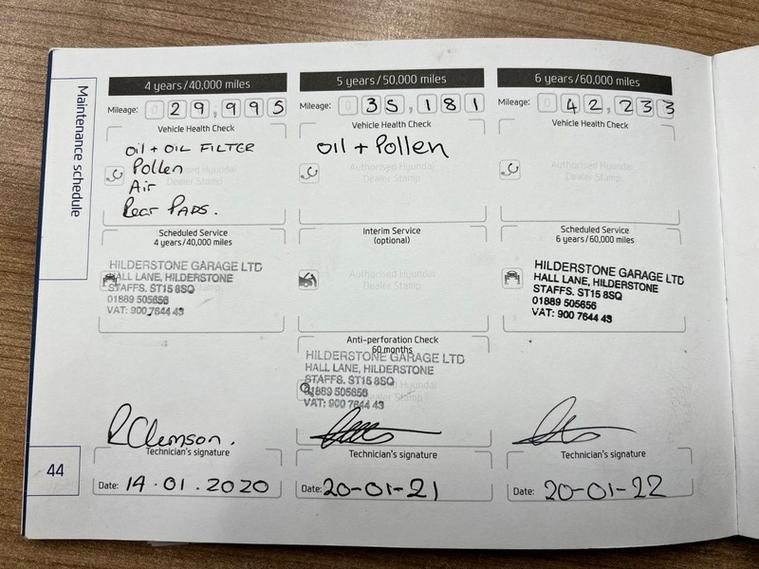 Maintenance schedule
4 years/40,000 miles
Mileage: 029,995
Vehicle Health Check
OIL + OIL FILTER
Pollen
Air
Rear PADS.
Authorised Hyundai
Dealer Stamp
Scheduled Service
4 years/40,000 miles
HILDERSTONE GARAGE LTD
HALL LANE, HILDERSTONE
STAFFS. ST15 8SQ
01889 505656
VAT: 900 7644 43
R Clemson.
Technician's signature
Date: 14.01.2020
5 years/50,000 miles
Mileage: 035,181
Vehicle Health Check
OIL + Pollen
Authorised Hyundai
Dealer Stamp
Interim Service
(optional)
Authorised Hyundai
Dealer Stamp
Anti-perforation Check
60 months
HILDERSTONE GARAGE LTD
HALL LANE, HILDERSTONE
STAFFS. ST15 8SQ
01889 505656
VAT: 900 7644 43
Technician's signature
Date: 20-01-21
6 years/60,000 miles
Mileage: 042,233
Vehicle Health Check
Authorised Hyundai
Dealer Stamp
Scheduled Service
6 years/60,000 miles
HILDERSTONE GARAGE LTD
HALL LANE, HILDERSTONE
STAFFS. ST15 8SQ
01889 505656
VAT: 900 7644 43
Technician's signature
Date: 20-01-22
44